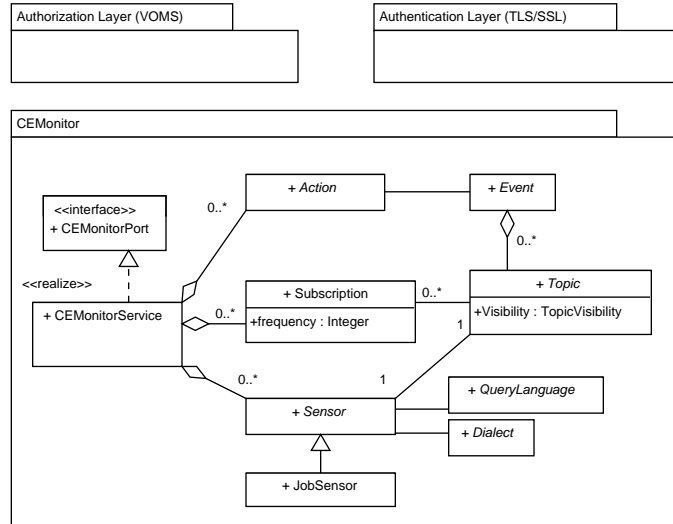 Authorization Layer (VOMS)
Authentication Layer (TLS/SSL)
CEMonitor
+ Action
+ Event
0..*
<<interface>>
+ CEMonitorPort
0..*
<<realize>>
+ Subscription
+frequency : Integer
0..*
+ Topic
+Visibility : TopicVisibility
+ CEMonitorService
0..*
1
0..*
1
+ Sensor
+ QueryLanguage
+ Dialect
+ JobSensor